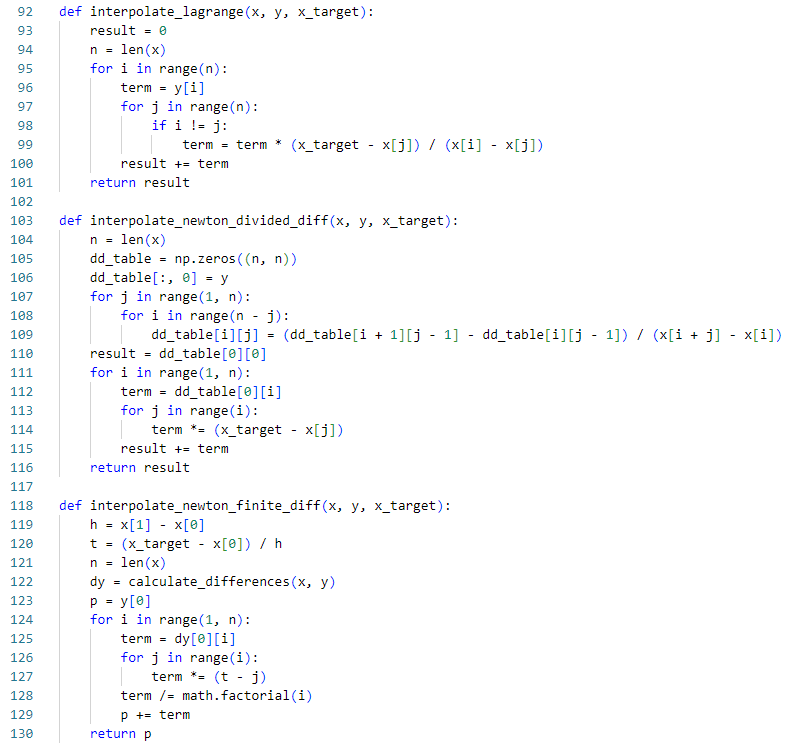 92 def interpolate_lagrange(x, y, x_target):
93     result = 0
94     n = len(x)
95     for i in range(n):
96         term = y[i]
97         for j in range(n):
98             if i != j:
99                 term = term * (x_target - x[j]) / (x[i] - x[j])
100         result += term
101     return result
102
103 def interpolate_newton_divided_diff(x, y, x_target):
104     n = len(x)
105     dd_table = np.zeros((n, n))
106     dd_table[:, 0] = y
107     for j in range(1, n):
108         for i in range(n - j):
109             dd_table[i][j] = (dd_table[i + 1][j - 1] - dd_table[i][j - 1]) / (x[i + j] - x[i])
110     result = dd_table[0][0]
111     for i in range(1, n):
112         term = dd_table[0][i]
113         for j in range(i):
114             term *= (x_target - x[j])
115         result += term
116     return result
117
118 def interpolate_newton_finite_diff(x, y, x_target):
119     h = x[1] - x[0]
120     t = (x_target - x[0]) / h
121     n = len(x)
122     dy = calculate_differences(x, y)
123     p = y[0]
124     for i in range(1, n):
125         term = dy[0][i]
126         for j in range(i):
127             term *= (t - j)
128         term /= math.factorial(i)
129         p += term
130     return p